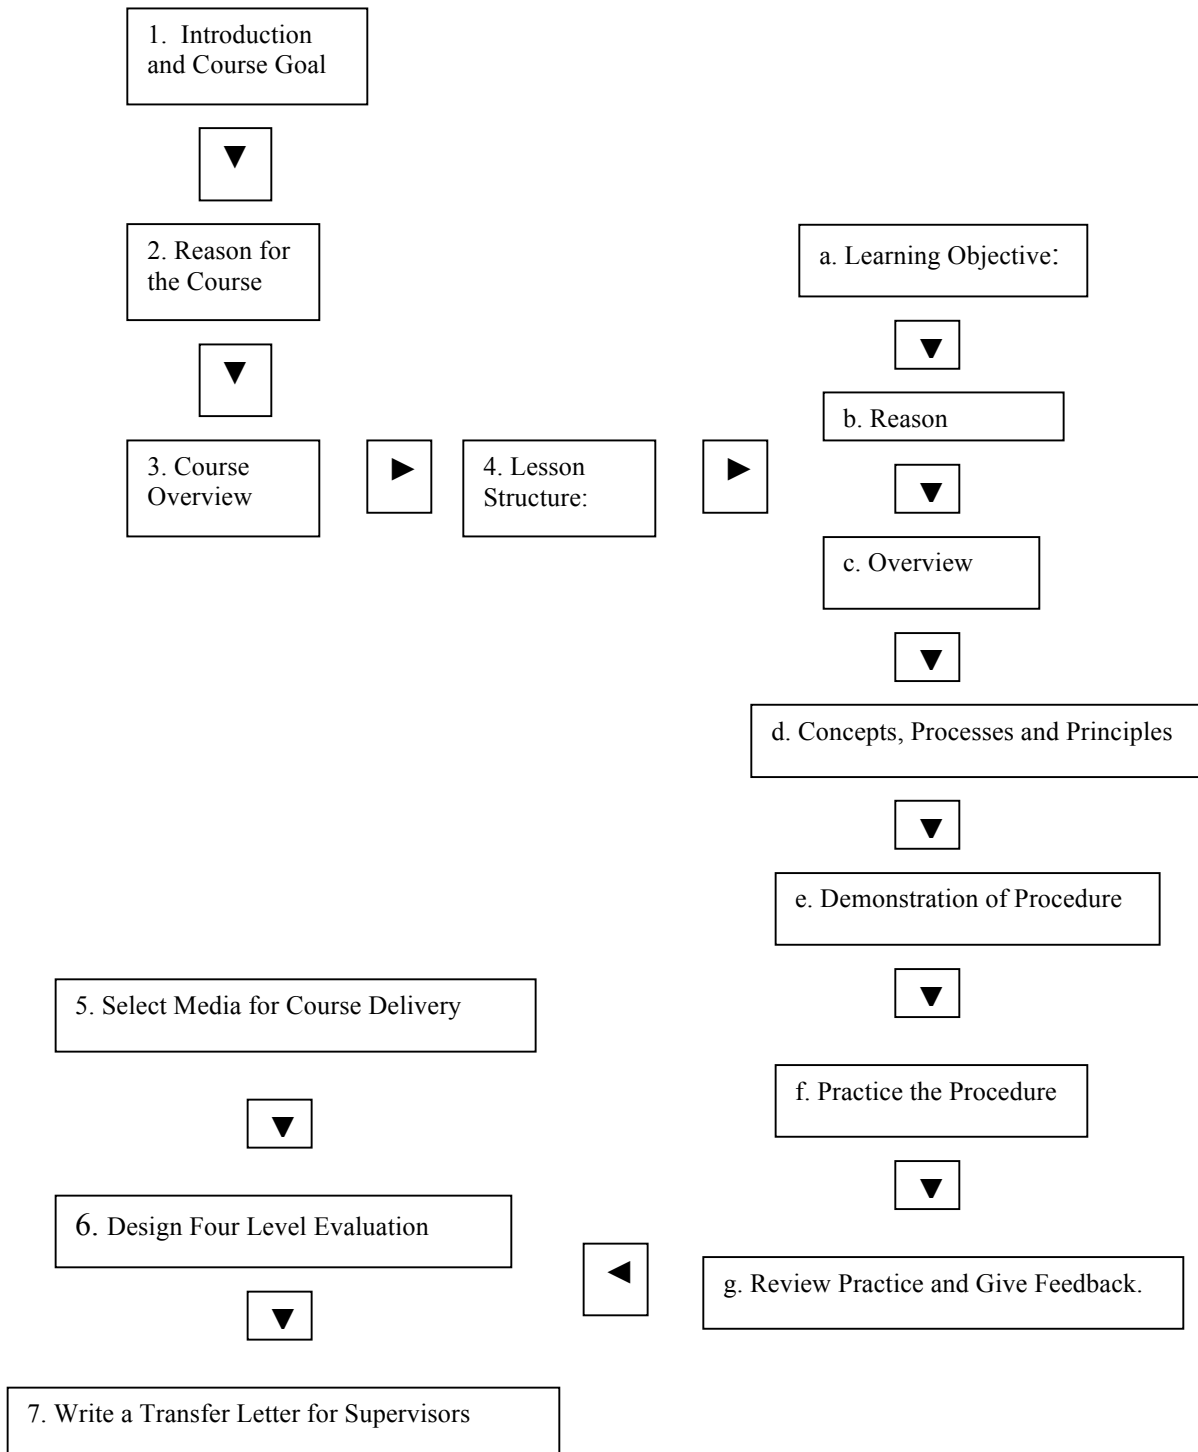 1. Introduction
and Course Goal
2. Reason for
the Course
3. Course
Overview
4. Lesson
Structure:
a. Learning Objective:
b. Reason
c. Overview
d. Concepts, Processes and Principles
e. Demonstration of Procedure
f. Practice the Procedure
g. Review Practice and Give Feedback.
5. Select Media for Course Delivery
6. Design Four Level Evaluation
7. Write a Transfer Letter for Supervisors